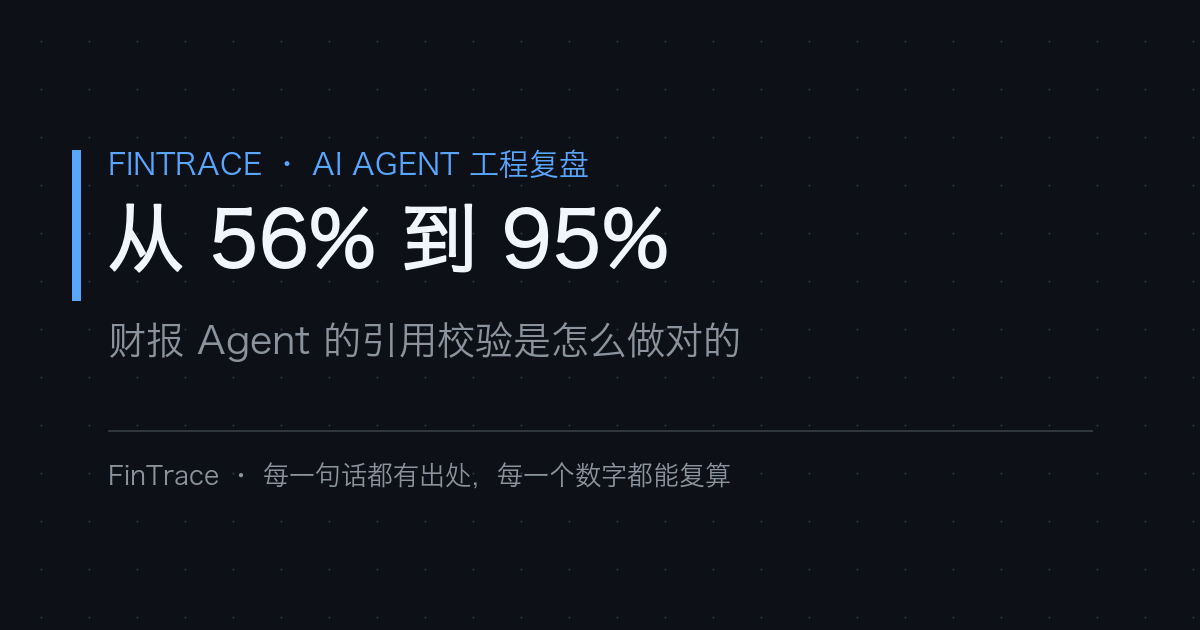 FINTRACE · AI AGENT 工程复盘
从 56% 到 95%
财报 Agent 的引用校验是怎么做对的
FinTrace · 每一句话都有出处，每一个数字都能复算